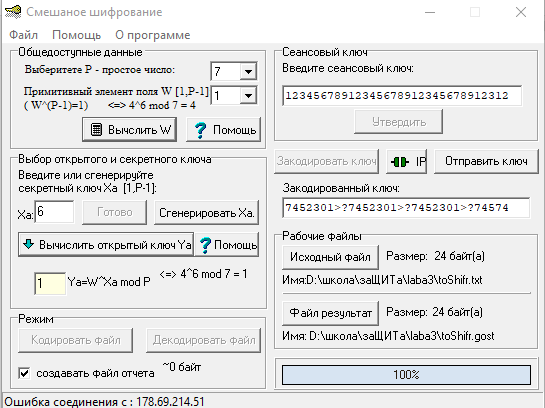 Смешаное шифрование
Файл Помощь О программе
Общедоступные данные
Выберитете P - простое число:
7
Примитивный элемент поля W [1,P-1]
( W^(P-1)=1) <=> 4^6 mod 7 = 4
1
Вычслить W
Помощь
Выбор открытого и секретного ключа
Введите или сгенерируйте
секретный ключ Xa [1,P-1]:
Xa:
6
Готово
Сгенерировать Xa.
Вычислить открытый ключ Ya
Помощь
1
Ya=W^Xa mod P
<=> 4^6 mod 7 = 1
Режим
Кодировать файл
Декодировать файл
создавать файл отчета
~0 байт
Сеансовый ключ
Введите сеансовый ключ:
12345678912345678912345678912312
Утвердить
Закодировать ключ
IP
Отправить ключ
Закодированный ключ:
7452301>?7452301>?7452301>?74574
Рабочие файлы
Исходный файл
Размер: 24 байт(а)
Имя:D:\школа\заЩИТа\laba3\toShifr.txt
Файл результат
Размер: 24 байт(а)
Имя: D:\школа\заЩИТа\laba3\toShifr.gost
100%
Ошибка соединения с : 178.69.214.51